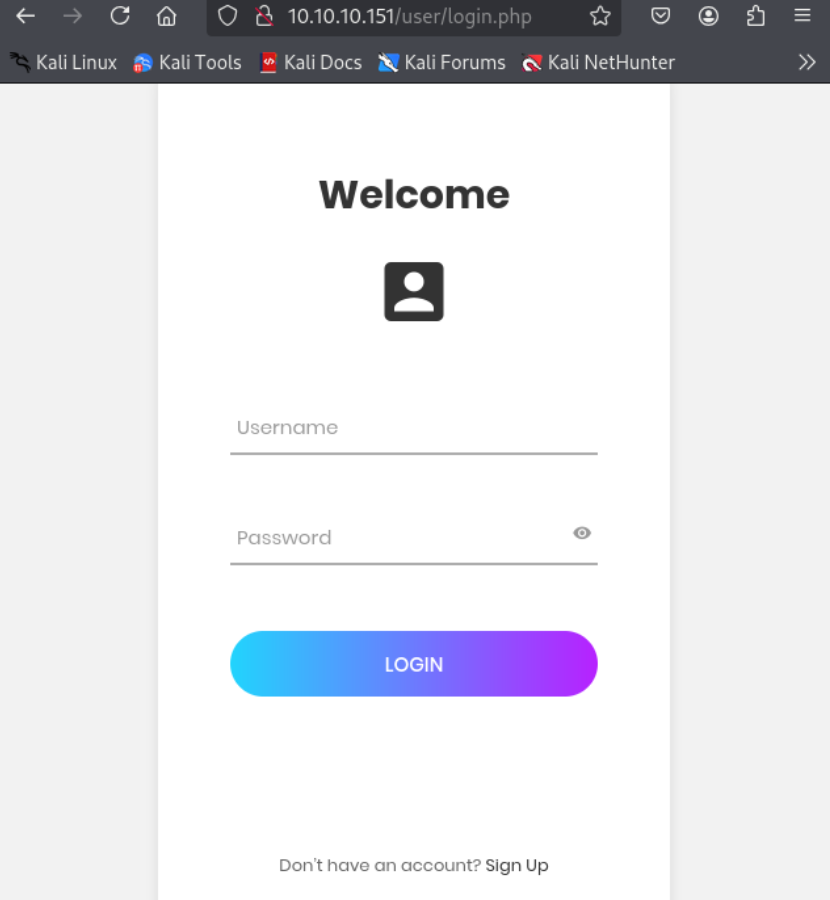 10.10.10.151/user/login.php
Kali Linux Kali Tools Kali Docs Kali Forums Kali NetHunter
Welcome
Username
Password
LOGIN
Don't have an account? Sign Up